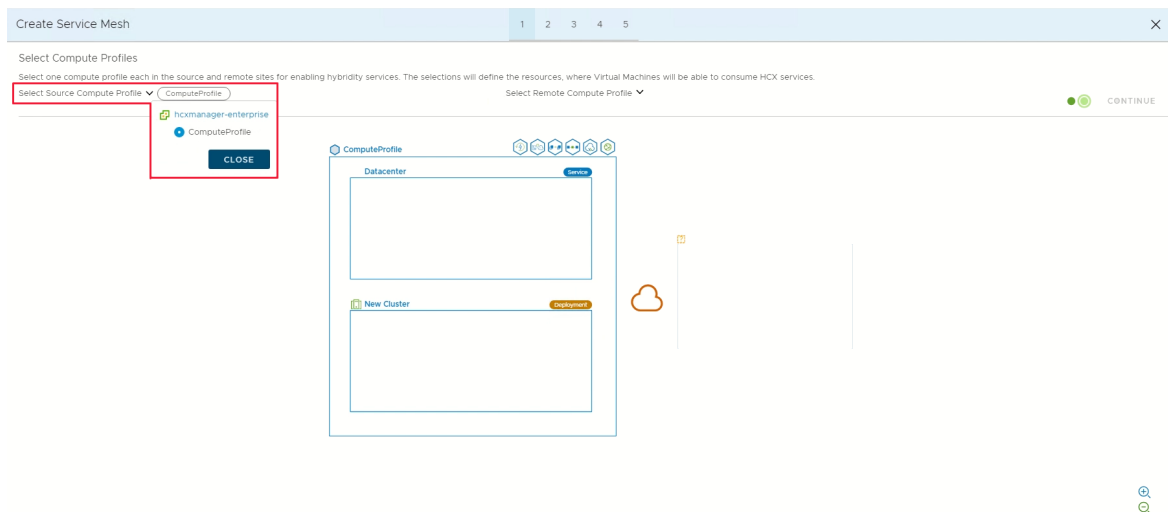 Create Service Mesh
1 2 3 4 5
Select Compute Profiles
Select one compute profile each in the source and remote sites for enabling hybridity services. The selections will define the resources, where Virtual Machines will be able to consume HCX services.
Select Source Compute Profile ComputeProfile
Select Remote Compute Profile
CONTINUE
hcxmanager-enterprise
ComputeProfile
CLOSE
ComputeProfile
Datacenter
Service
New Cluster
Deployment